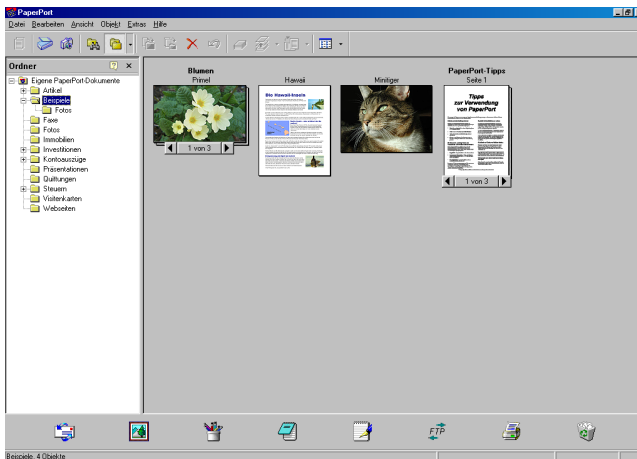 PaperPort
Datei Bearbeiten Ansicht Objekt Extras Hilfe
Ordner
Eigene PaperPort-Dokumente
Artikel
Beispiele
Fotos
Faxe
Fotos
Immobilien
Investitionen
Kontoauszüge
Präsentationen
Quittungen
Steuern
Visitenkarten
Webseiten
Blumen
Primel
1 von 3
Hawaii
Die Hawaii-Inseln
Minitiger
PaperPort-Tipps
Seite 1
Tipps
zur Verwendung
von PaperPort
1 von 3
FTP
Beispiele, 4 Objekte